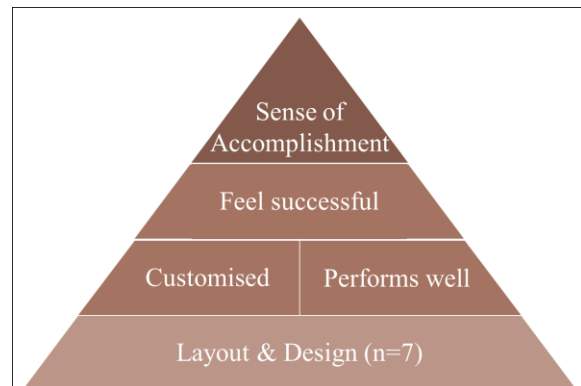 Sense of
Accomplishment
Feel successful
Customised
Performs well
Layout & Design (n=7)